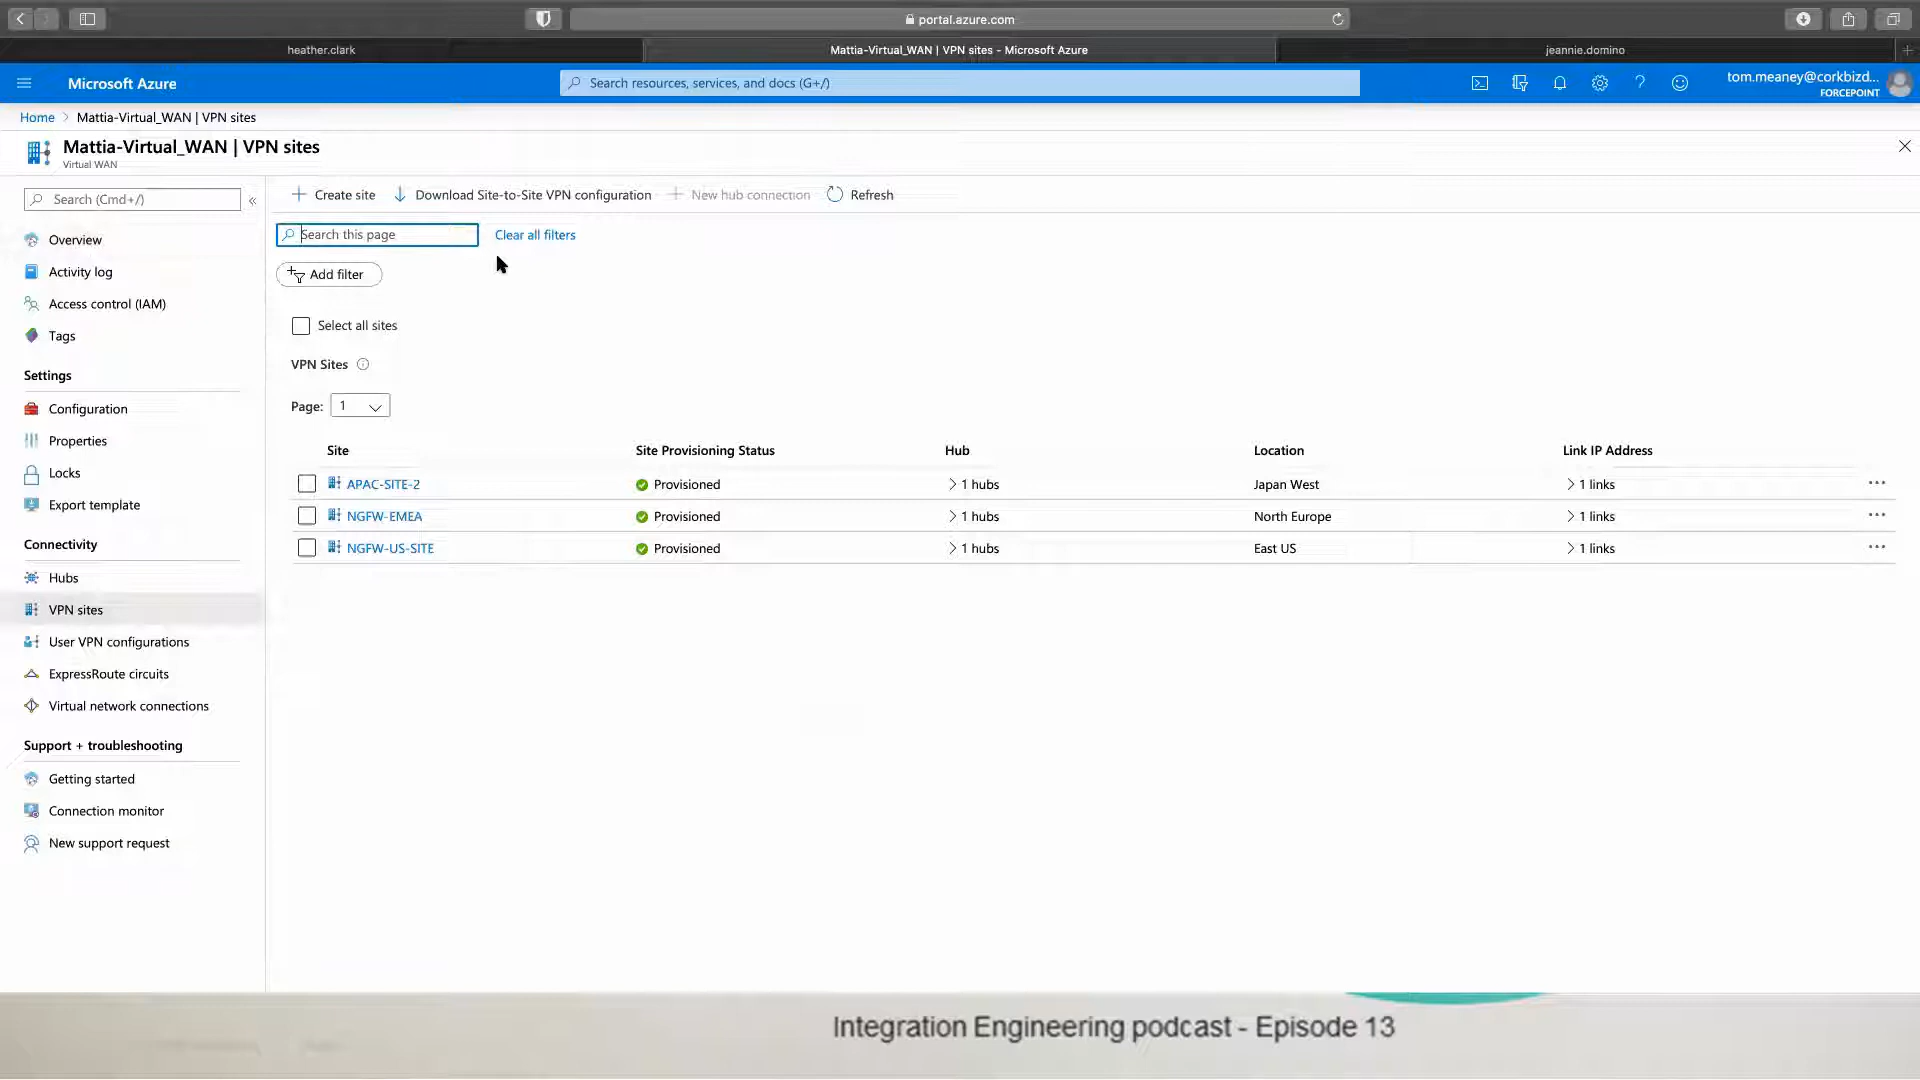 portal.azure.com
heather.clark
Mattia-Virtual_WAN | VPN sites - Microsoft Azure
jeannie.domino
Microsoft Azure
Search resources, services, and docs (G+/)
tom.meaney@corkbizd...
FORCEPOINT
Home > Mattia-Virtual_WAN | VPN sites
Mattia-Virtual_WAN | VPN sites
Virtual WAN
Search (Cmd+/)
Overview
Activity log
Access control (IAM)
Tags
Settings
Configuration
Properties
Locks
Export template
Connectivity
Hubs
VPN sites
User VPN configurations
ExpressRoute circuits
Virtual network connections
Support + troubleshooting
Getting started
Connection monitor
New support request
Create site Download Site-to-Site VPN configuration New hub connection Refresh
Search this page Clear all filters
Add filter
Select all sites
VPN Sites
Page: 1
Site Site Provisioning Status Hub Location Link IP Address
APAC-SITE-2 Provisioned > 1 hubs Japan West > 1 links
NGFW-EMEA Provisioned > 1 hubs North Europe > 1 links
NGFW-US-SITE Provisioned > 1 hubs East US > 1 links
Integration Engineering podcast - Episode 13